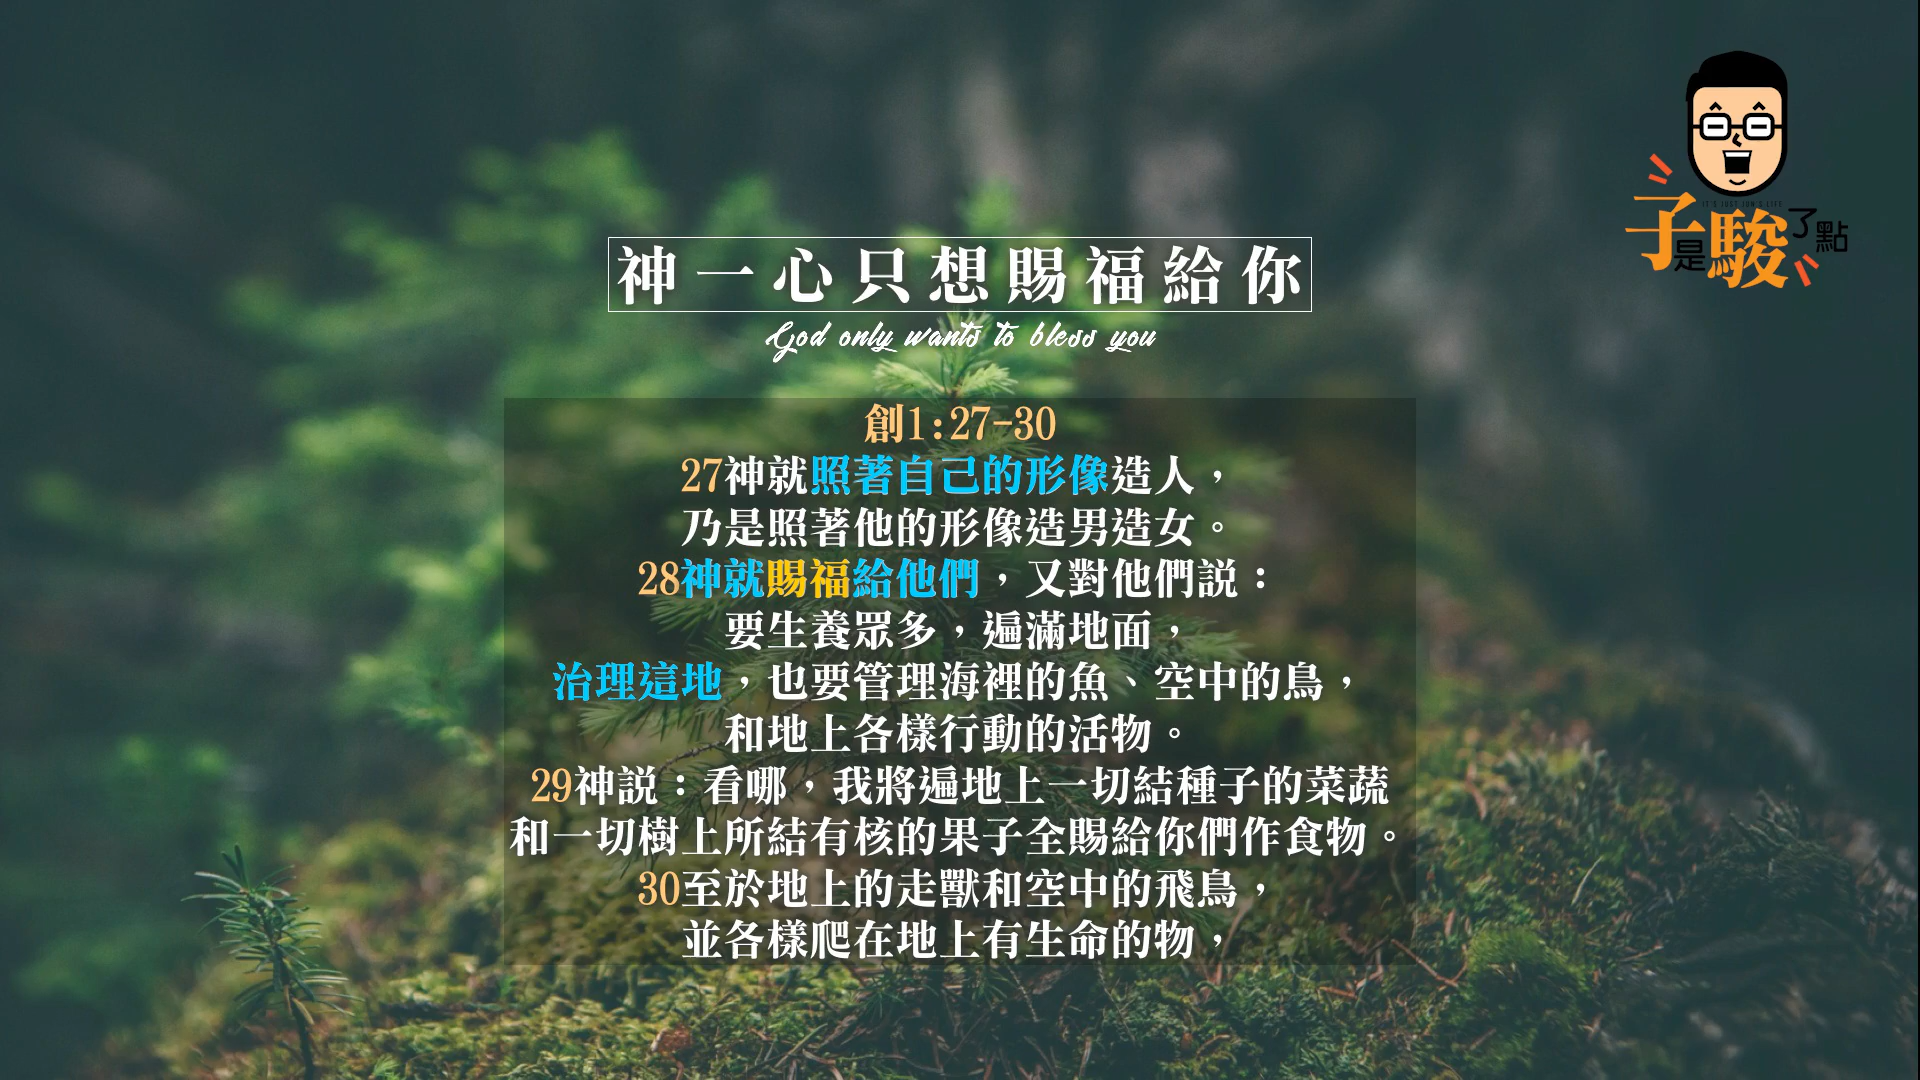 神一心只想賜福給你
God only wants to bless you
IT'S JUST JUN'S LIFE
子是駿了點
創1:27-30
27神就照著自己的形像造人，
乃是照著他的形像造男造女。
28神就賜福給他們，又對他們說：
要生養眾多，遍滿地面，
治理這地，也要管理海裡的魚、空中的鳥，
和地上各樣行動的活物。
29神說：看哪，我將遍地上一切結種子的菜蔬
和一切樹上所結有核的果子全賜給你們作食物。
30至於地上的走獸和空中的飛鳥，
並各樣爬在地上有生命的物，